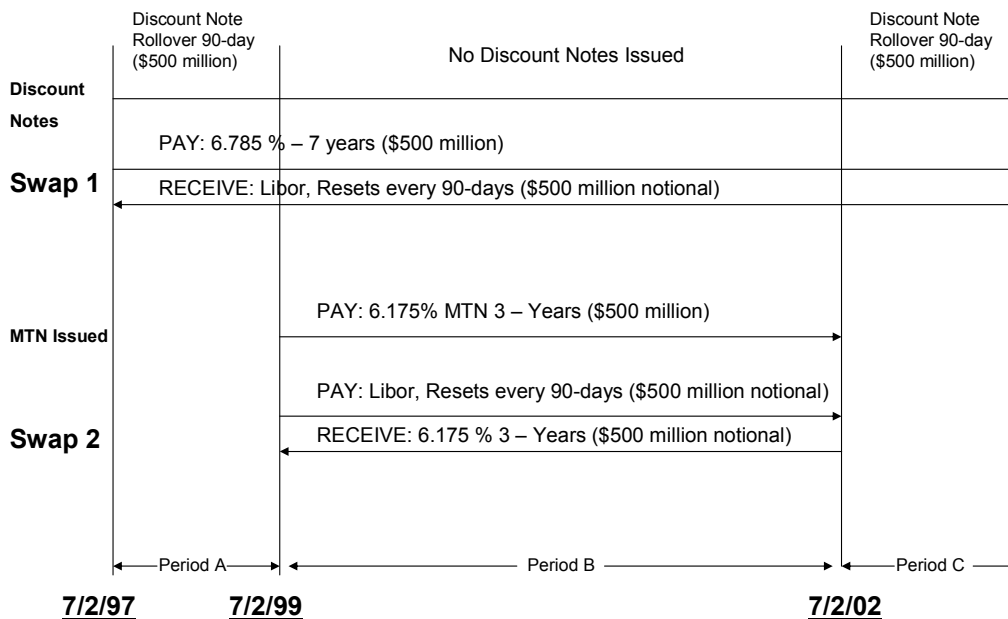 Discount Note
Rollover 90-day
($500 million)
No Discount Notes Issued
Discount Note
Rollover 90-day
($500 million)
Discount
Notes
PAY: 6.785 % – 7 years ($500 million)
Swap 1
RECEIVE: Libor, Resets every 90-days ($500 million notional)
PAY: 6.175% MTN 3 – Years ($500 million)
MTN Issued
PAY: Libor, Resets every 90-days ($500 million notional)
Swap 2
RECEIVE: 6.175 % 3 – Years ($500 million notional)
Period A
Period B
Period C
7/2/97
7/2/99
7/2/02